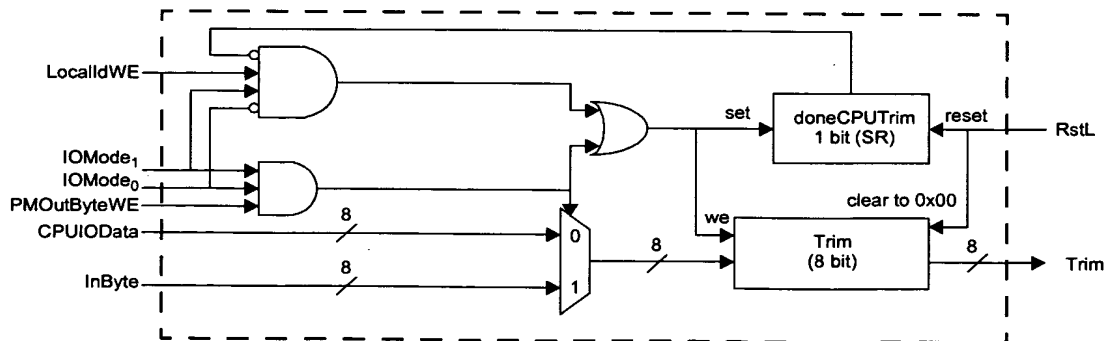 LocalIdWE
IOMode1
IOMode0
PMOutByteWE
CPUIOData
InByte
8
8
0
1
8
set
we
doneCPUTrim
1 bit (SR)
reset
RstL
clear to 0x00
Trim
(8 bit)
8
Trim